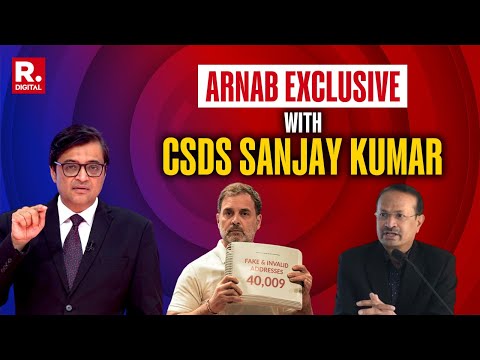 R.
DIGITAL
ARNAB EXCLUSIVE
WITH
CSDS SANJAY KUMAR
FAKE & INVALID
ADDRESSES
40,009